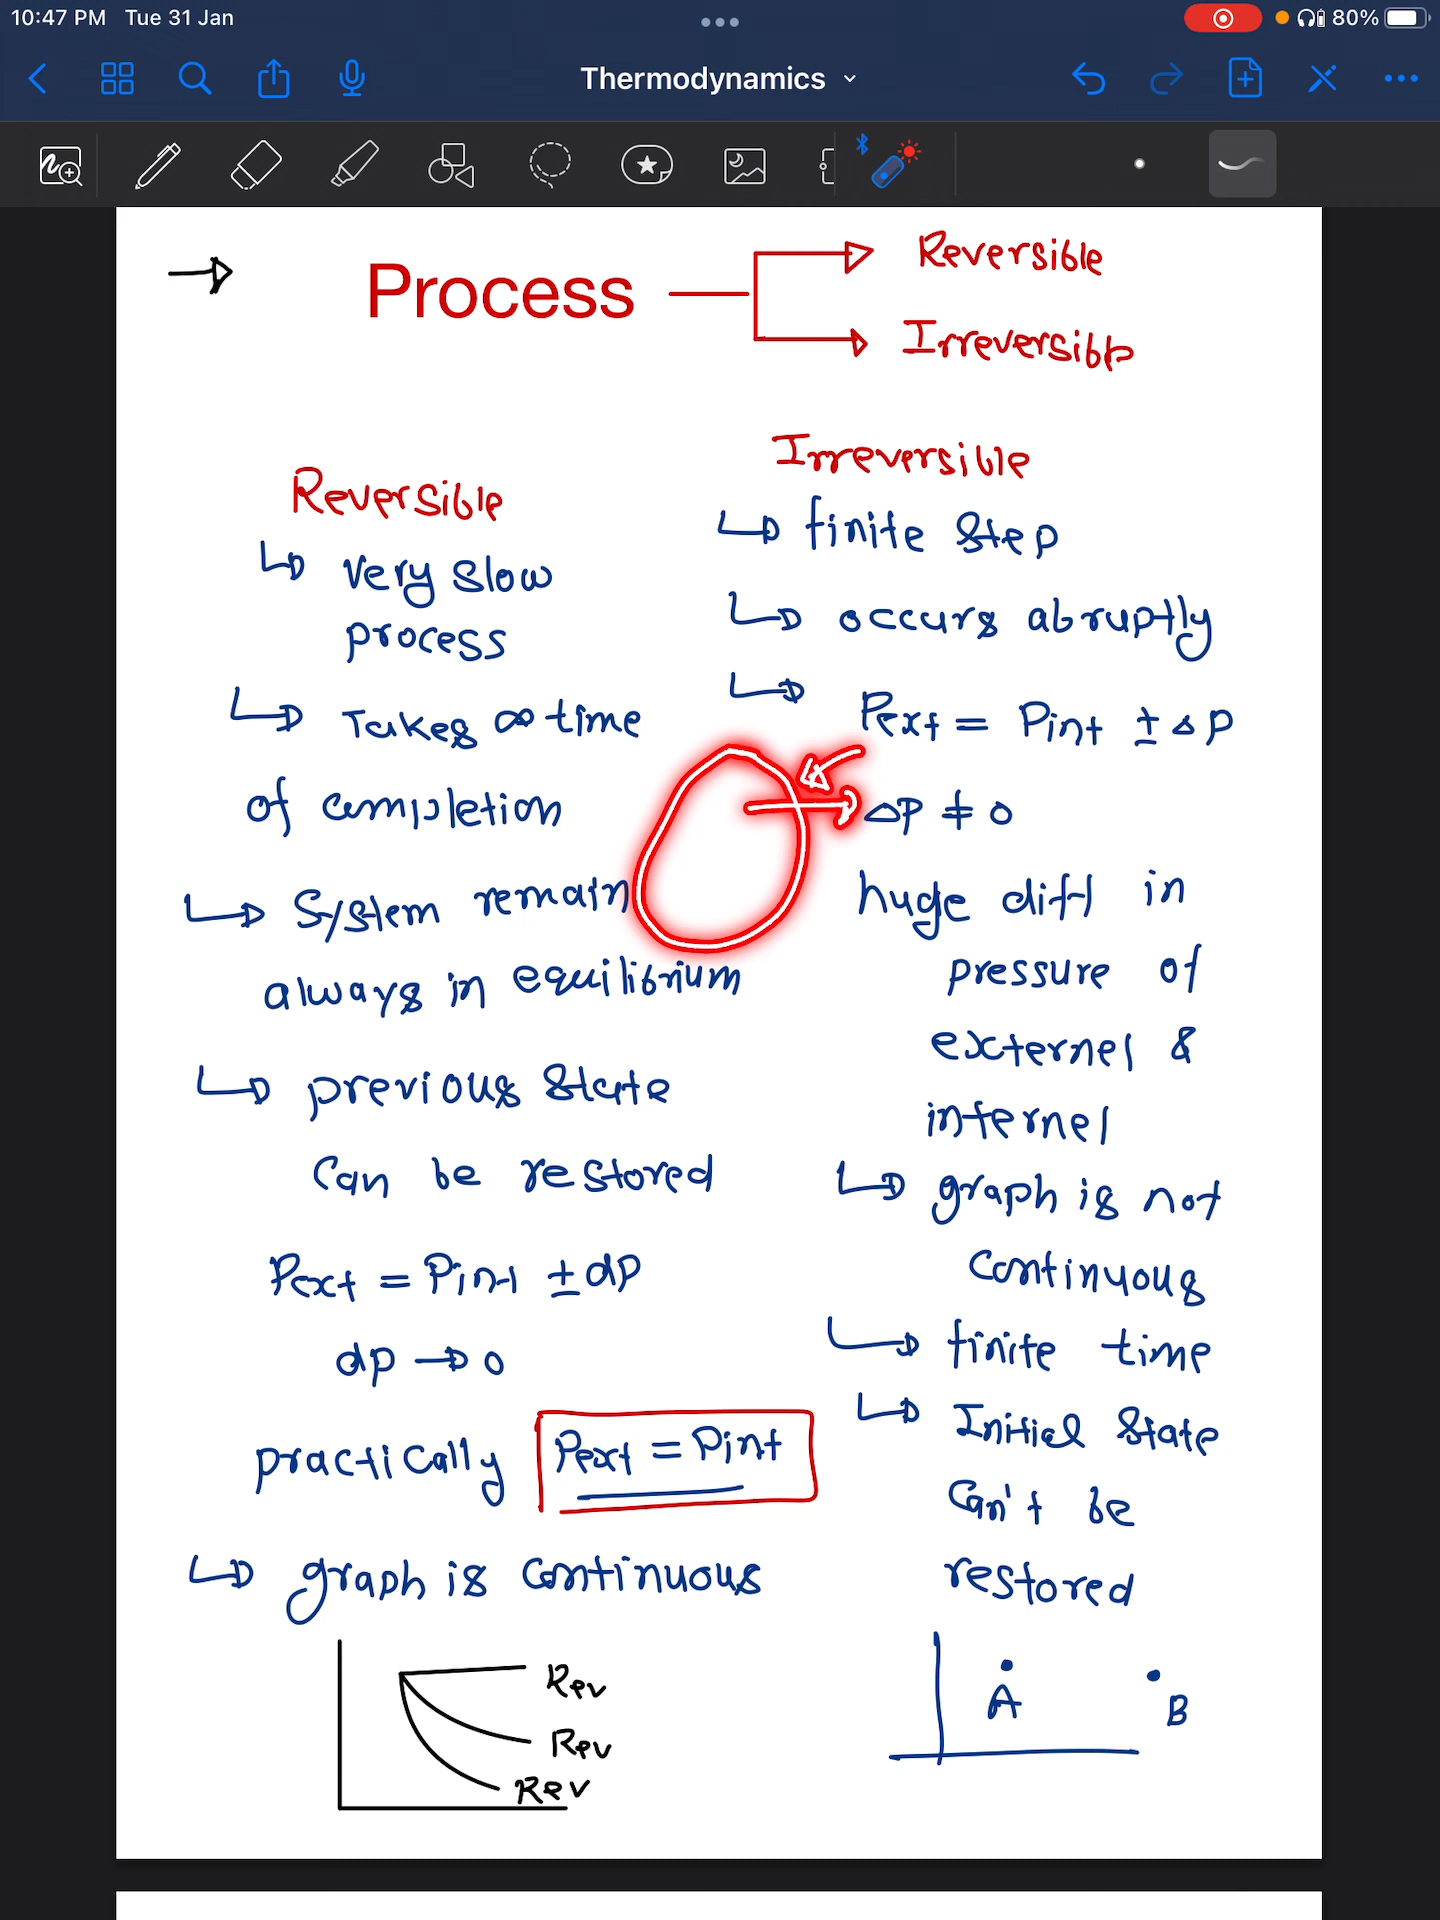 10:47 PM Tue 31 Jan
80%
Thermodynamics
Process
Reversible
Irreversible
Reversible
very slow
process
Takes ∞ time
of completion
System remain
always in equilibrium
previous state
can be restored
Pext = Pint ± dp
dp → 0
practically Pext = Pint
graph is continuous
Rev
Rev
Rev
Irreversible
finite step
occurs abruptly
Pext = Pint ± ΔP
ΔP ≠ 0
huge diff in
pressure of
externel &
internel
graph is not
continuous
finite time
Initial state
can't be
restored
A
B